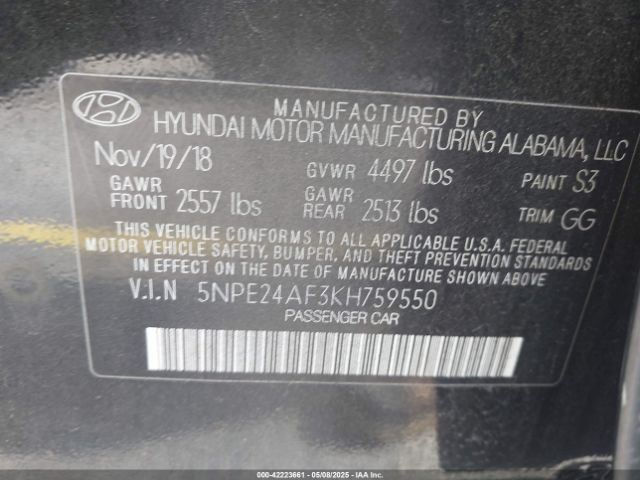 MANUFACTURED BY
HYUNDAI MOTOR MANUFACTURING ALABAMA, LLC
Nov/19/18 GVWR 4497 lbs PAINT S3
GAWR FRONT 2557 lbs GAWR REAR 2513 lbs TRIM GG
THIS VEHICLE CONFORMS TO ALL APPLICABLE U.S.A. FEDERAL
MOTOR VEHICLE SAFETY, BUMPER, AND THEFT PREVENTION STANDARDS
IN EFFECT ON THE DATE OF MANUFACTURE SHOWN ABOVE
V.I.N 5NPE24AF3KH759550
PASSENGER CAR
000-42223661 05/08/2025 IAAI.COM